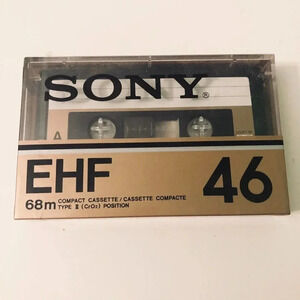 SONY®
A
EHF 46
68m COMPACT CASSETTE / CASSETTE COMPACTE
TYPE II (CrO₂) POSITION